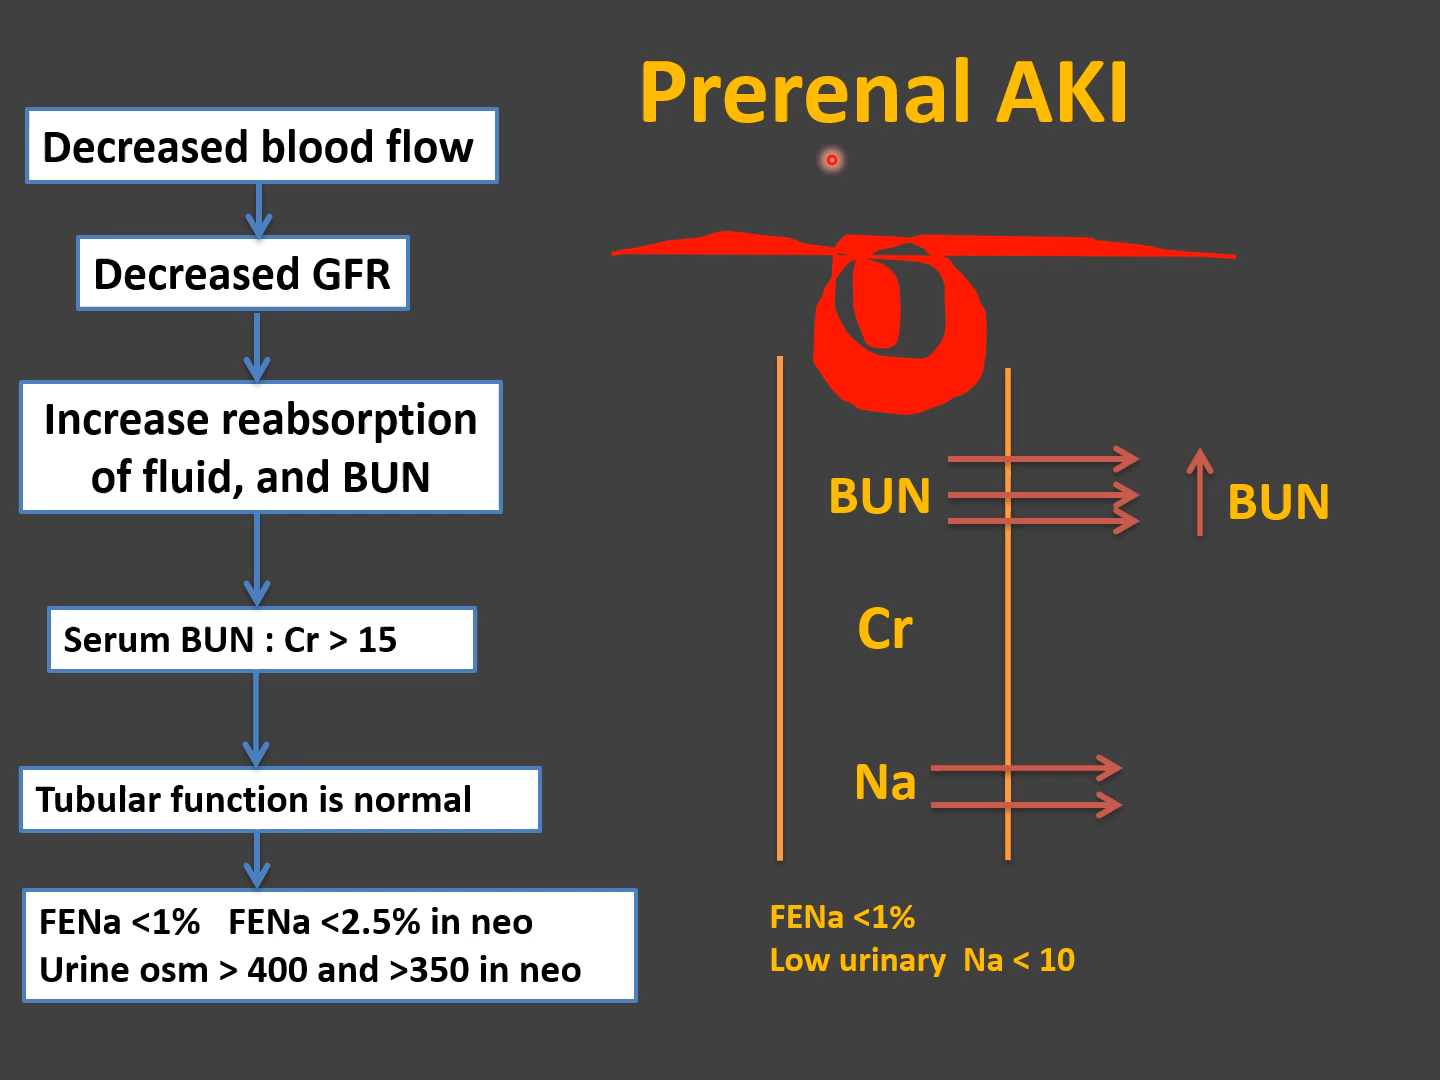 Prerenal AKI
Decreased blood flow
Decreased GFR
Increase reabsorption
of fluid, and BUN
Serum BUN : Cr > 15
Tubular function is normal
FENa <1% FENa <2.5% in neo
Urine osm > 400 and >350 in neo
BUN
BUN
Cr
Na
FENa <1%
Low urinary Na < 10